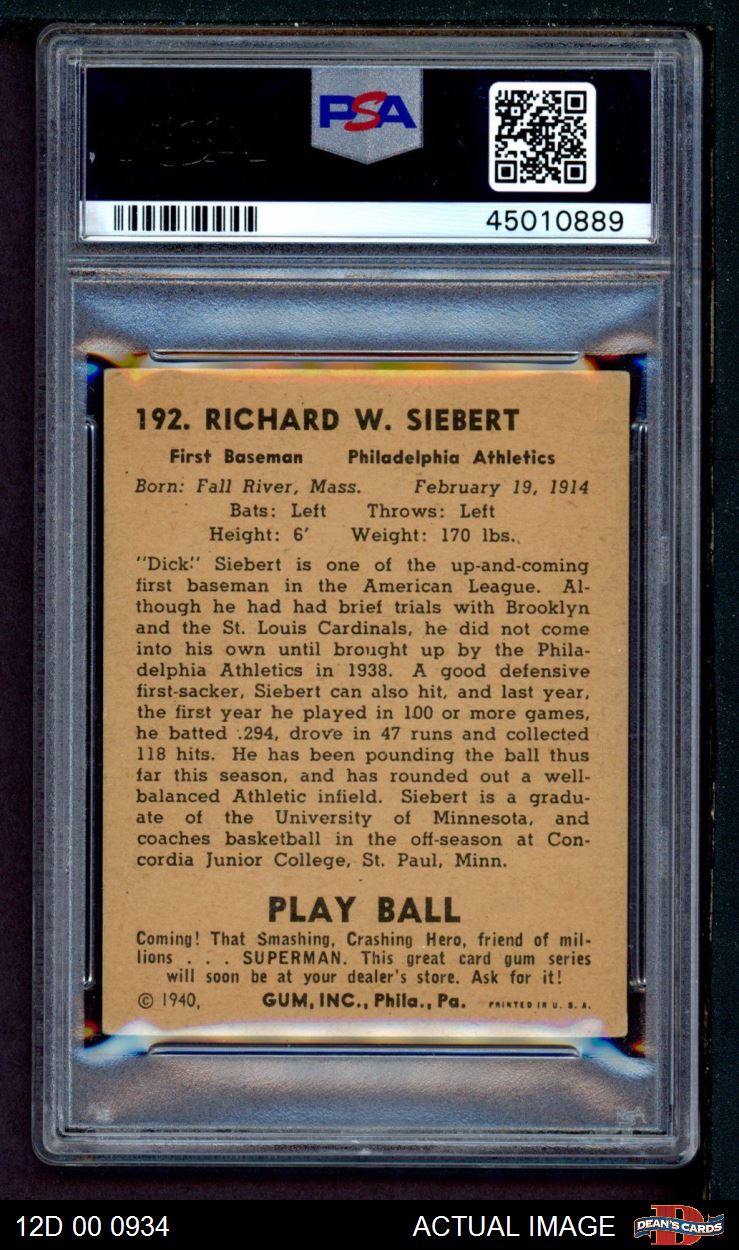 PSA
45010889
192. RICHARD W. SIEBERT
First Baseman Philadelphia Athletics
Born: Fall River, Mass. February 19, 1914
Bats: Left Throws: Left
Height: 6' Weight: 170 lbs.
"Dick" Siebert is one of the up-and-coming
first baseman in the American League. Al-
though he had had brief trials with Brooklyn
and the St. Louis Cardinals, he did not come
into his own until brought up by the Phila-
delphia Athletics in 1938. A good defensive
first-sacker, Siebert can also hit, and last year,
the first year he played in 100 or more games,
he batted .294, drove in 47 runs and collected
118 hits. He has been pounding the ball thus
far this season, and has rounded out a well-
balanced Athletic infield. Siebert is a gradu-
ate of the University of Minnesota, and
coaches basketball in the off-season at Con-
cordia Junior College, St. Paul, Minn.
PLAY BALL
Coming! That Smashing, Crashing Hero, friend of mil-
lions . . . SUPERMAN. This great card gum series
will soon be at your dealer's store. Ask for it!
© 1940, GUM, INC., Phila., Pa. PRINTED IN U. S. A.
12D 00 0934 ACTUAL IMAGE DEAN'S CARDS